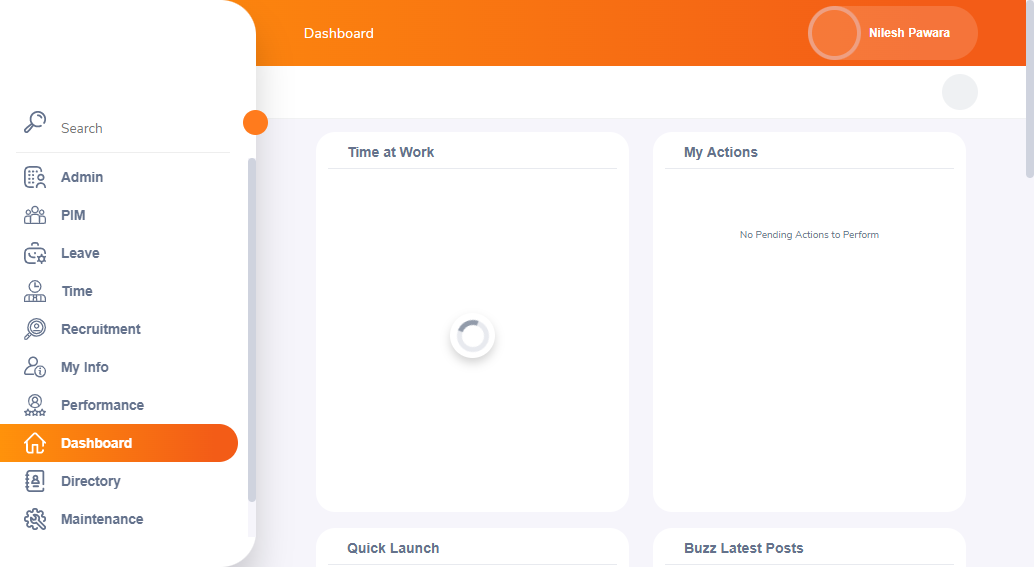 Dashboard
Nilesh Pawara
Search
Admin
PIM
Leave
Time
Recruitment
My Info
Performance
Dashboard
Directory
Maintenance
Time at Work
My Actions
No Pending Actions to Perform
Quick Launch
Buzz Latest Posts